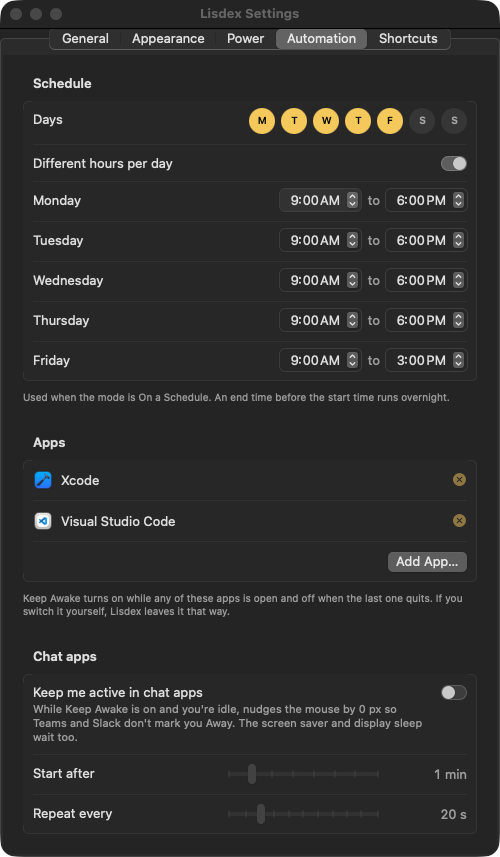 Lisdex Settings
General Appearance Power Automation Shortcuts
Schedule
Days M T W T F S S
Different hours per day
Monday 9:00 AM to 6:00 PM
Tuesday 9:00 AM to 6:00 PM
Wednesday 9:00 AM to 6:00 PM
Thursday 9:00 AM to 6:00 PM
Friday 9:00 AM to 3:00 PM
Used when the mode is On a Schedule. An end time before the start time runs overnight.
Apps
Xcode
Visual Studio Code
Add App...
Keep Awake turns on while any of these apps is open and off when the last one quits. If you
switch it yourself, Lisdex leaves it that way.
Chat apps
Keep me active in chat apps
While Keep Awake is on and you're idle, nudges the mouse by 0 px so
Teams and Slack don't mark you Away. The screen saver and display sleep
wait too.
Start after 1 min
Repeat every 20 s